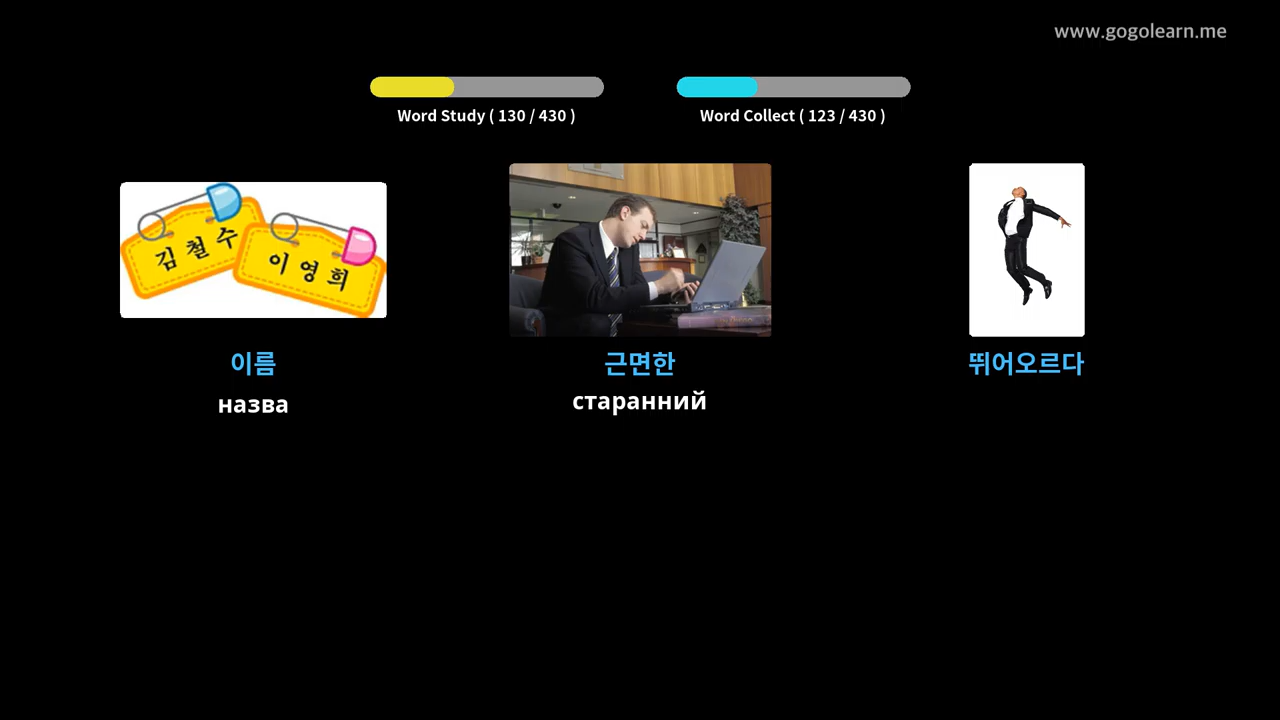 www.gogolearn.me
Word Study ( 130 / 430 )
Word Collect ( 123 / 430 )
김철수
이영희
이름
근면한
뛰어오르다
назва
старанний